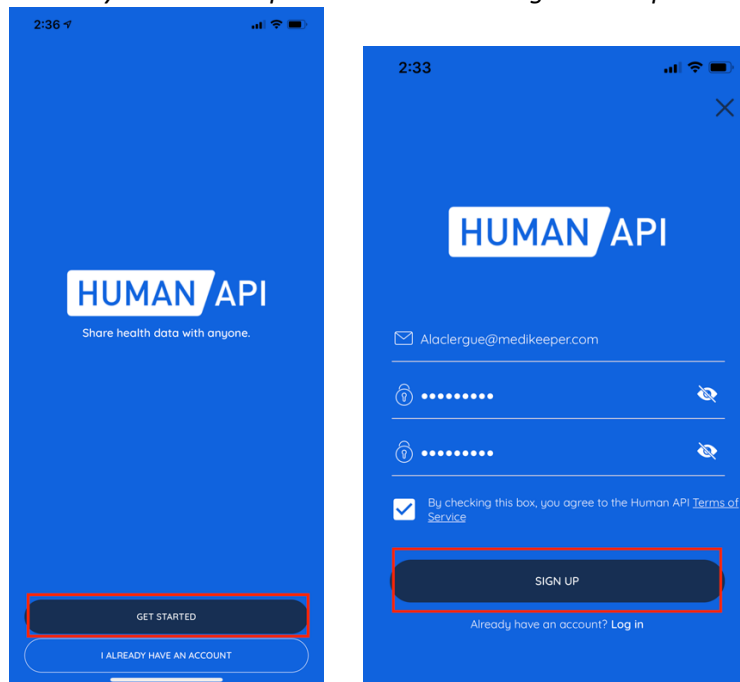 2:36
HUMAN API
Share health data with anyone.
GET STARTED
I ALREADY HAVE AN ACCOUNT
2:33
HUMAN API
Alaclergue@medikeeper.com
By checking this box, you agree to the Human API Terms of
Service
SIGN UP
Already have an account? Log in